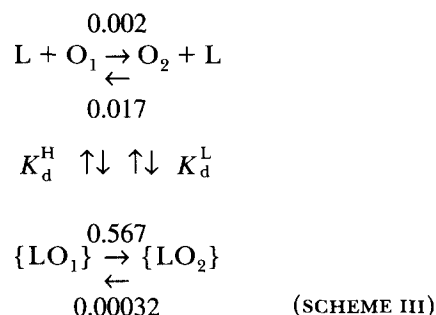 0.002
L + O₁ → O₂ + L
←
0.017
K_d^H ↑↓ ↑↓ K_d^L
0.567
{LO₁} → {LO₂}
←
0.00032 (SCHEME III)